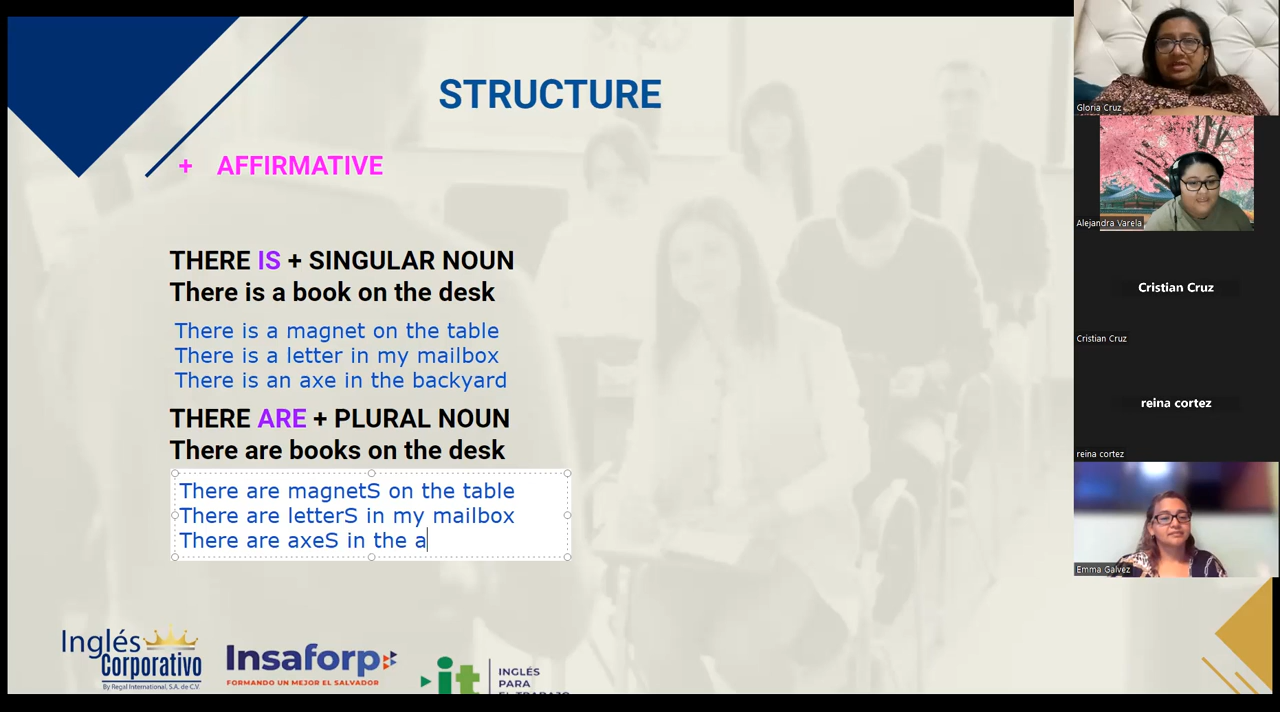 STRUCTURE
+ AFFIRMATIVE
THERE IS + SINGULAR NOUN
There is a book on the desk
There is a magnet on the table
There is a letter in my mailbox
There is an axe in the backyard
THERE ARE + PLURAL NOUN
There are books on the desk
There are magnetS on the table
There are letterS in my mailbox
There are axeS in the a
Inglés
Corporativo
By Regal International, S.A. de C.V.
Insaforp
FORMANDO UN MEJOR EL SALVADOR
it
INGLÉS
PARA
EL TRABAJO
Gloria Cruz
Alejandra Varela
Cristian Cruz
Cristian Cruz
reina cortez
reina cortez
Emma Galvez